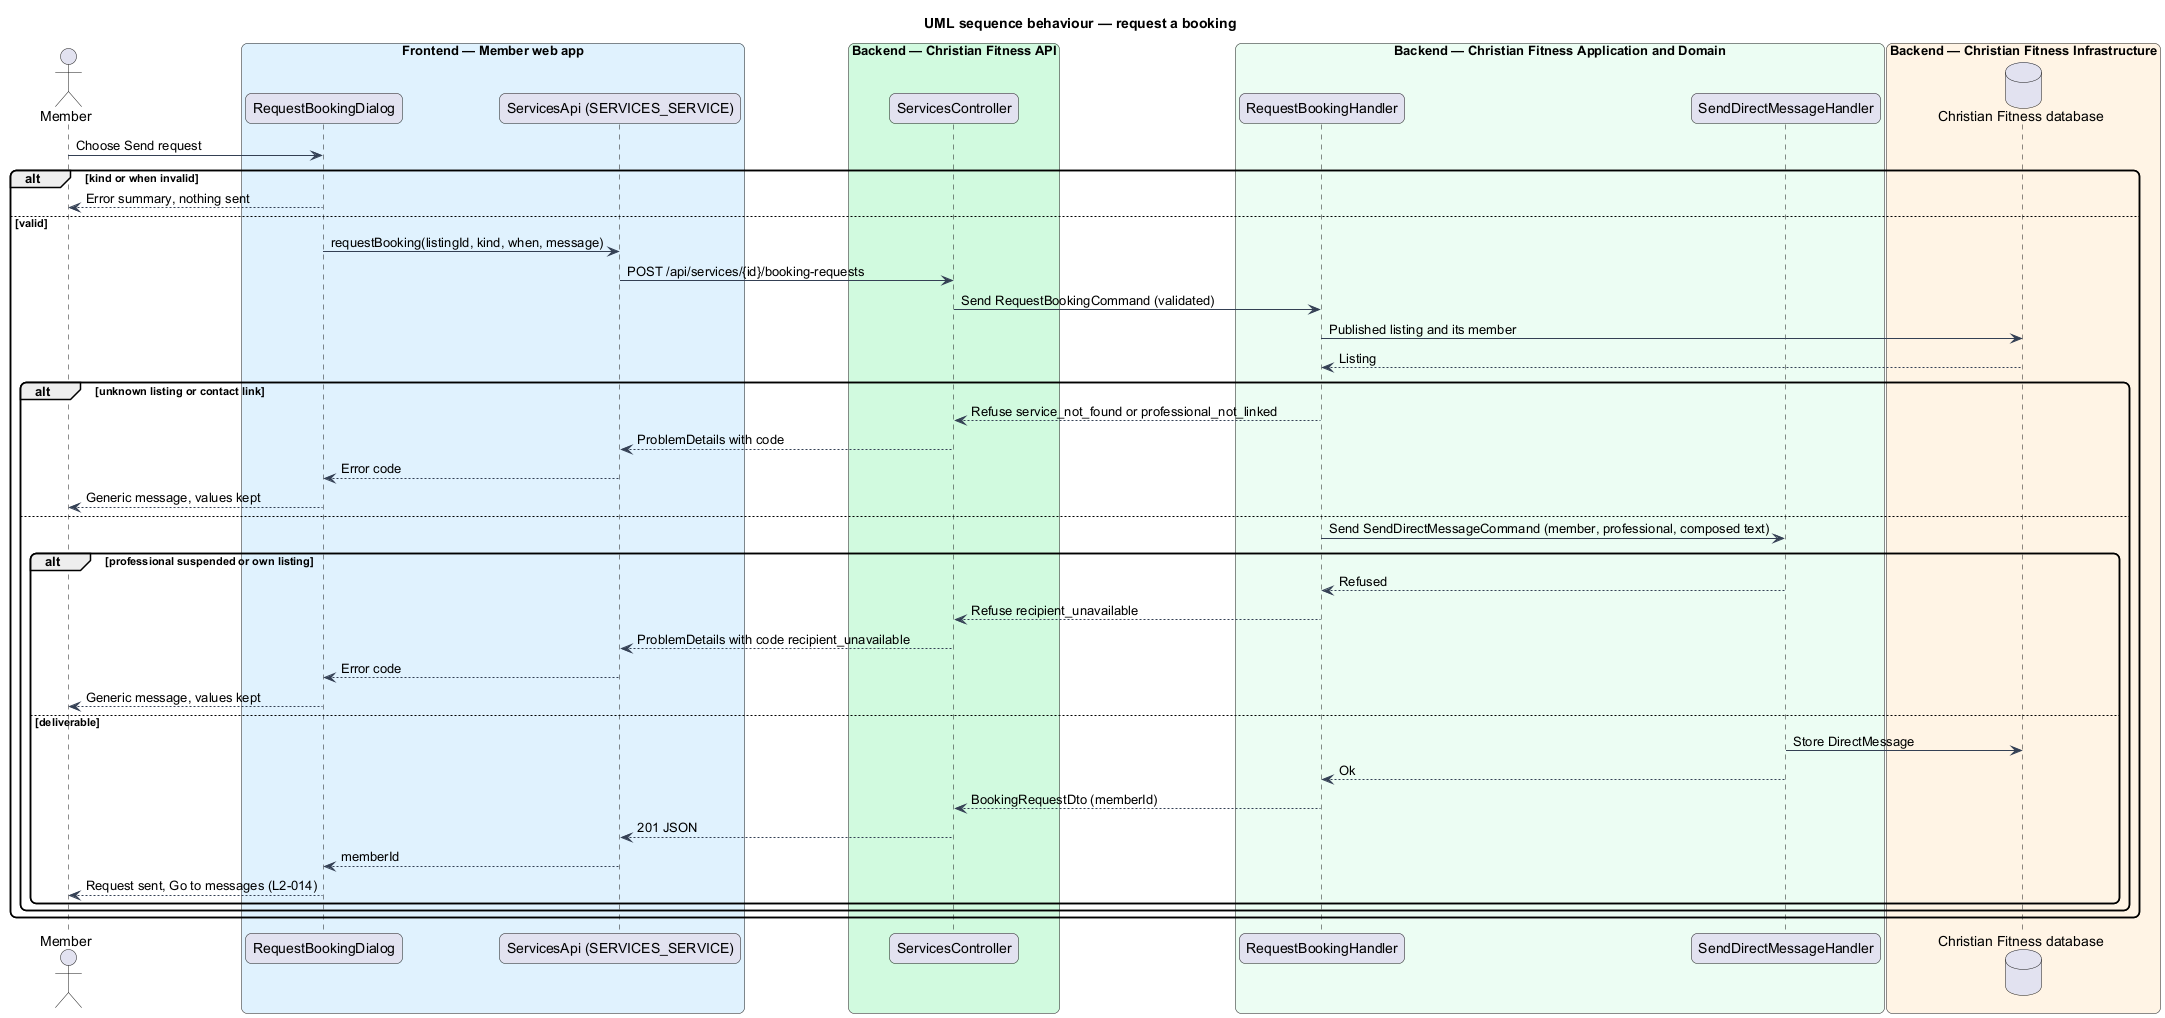 UML sequence behaviour — request a booking
Frontend — Member web app
Backend — Christian Fitness API
Backend — Christian Fitness Application and Domain
Backend — Christian Fitness Infrastructure
Member
RequestBookingDialog
ServicesApi (SERVICES_SERVICE)
ServicesController
RequestBookingHandler
SendDirectMessageHandler
Christian Fitness database
Choose Send request
alt [kind or when invalid]
Error summary, nothing sent
[valid]
requestBooking(listingId, kind, when, message)
POST /api/services/{id}/booking-requests
Send RequestBookingCommand (validated)
Published listing and its member
Listing
alt [unknown listing or contact link]
Refuse service_not_found or professional_not_linked
ProblemDetails with code
Error code
Generic message, values kept
Send SendDirectMessageCommand (member, professional, composed text)
alt [professional suspended or own listing]
Refused
Refuse recipient_unavailable
ProblemDetails with code recipient_unavailable
Error code
Generic message, values kept
[deliverable]
Store DirectMessage
Ok
BookingRequestDto (memberId)
201 JSON
memberId
Request sent, Go to messages (L2-014)
Member
RequestBookingDialog
ServicesApi (SERVICES_SERVICE)
ServicesController
RequestBookingHandler
SendDirectMessageHandler
Christian Fitness database